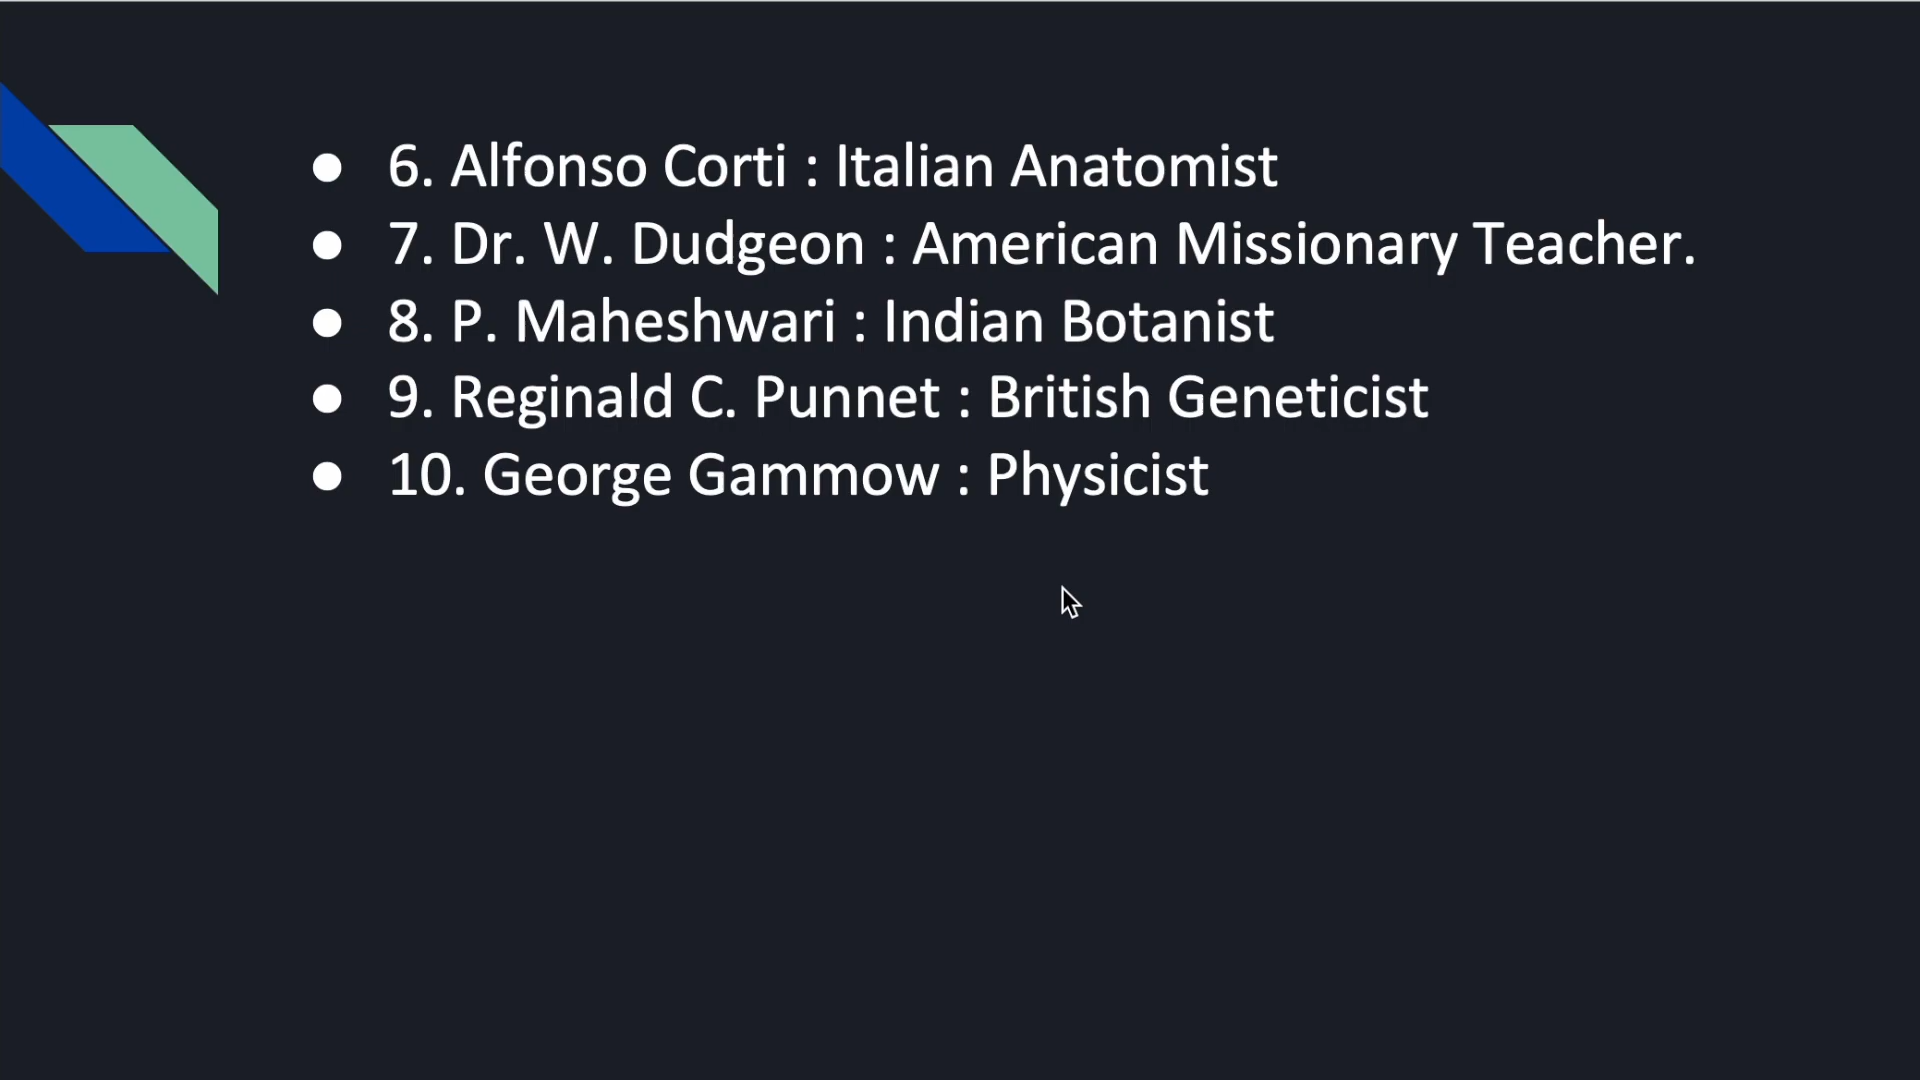 ● 6. Alfonso Corti : Italian Anatomist
● 7. Dr. W. Dudgeon : American Missionary Teacher.
● 8. P. Maheshwari : Indian Botanist
● 9. Reginald C. Punnet : British Geneticist
● 10. George Gammow : Physicist